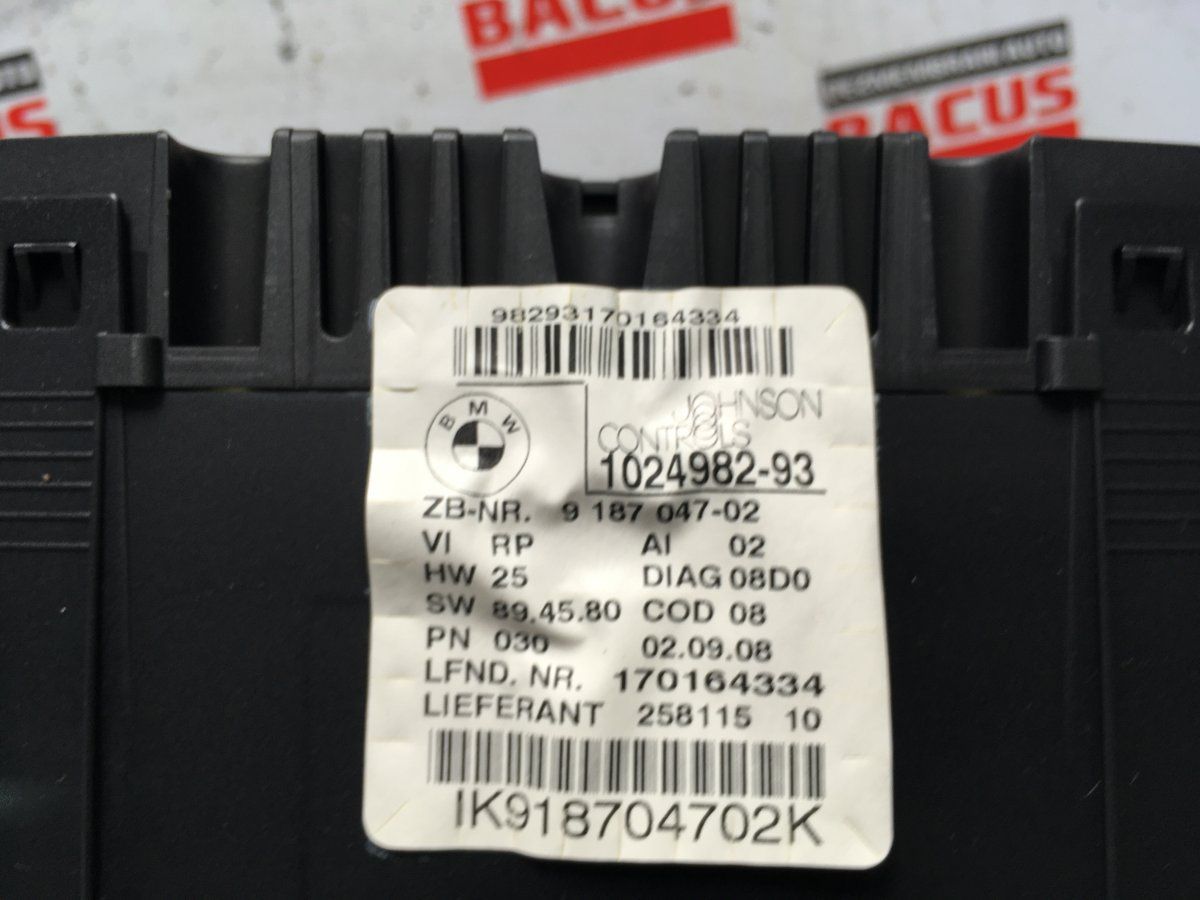 BACUS
DEZMEMBRARI AUTO
BACUS
98293170164334
BMW
JOHNSON
CONTROLS
1024982-93
ZB-NR. 9 187 047-02
VI RP AI 02
HW 25 DIAG 08D0
SW 89.45.80 COD 08
PN 030 02.09.08
LFND. NR. 170164334
LIEFERANT 258115 10
IK918704702K